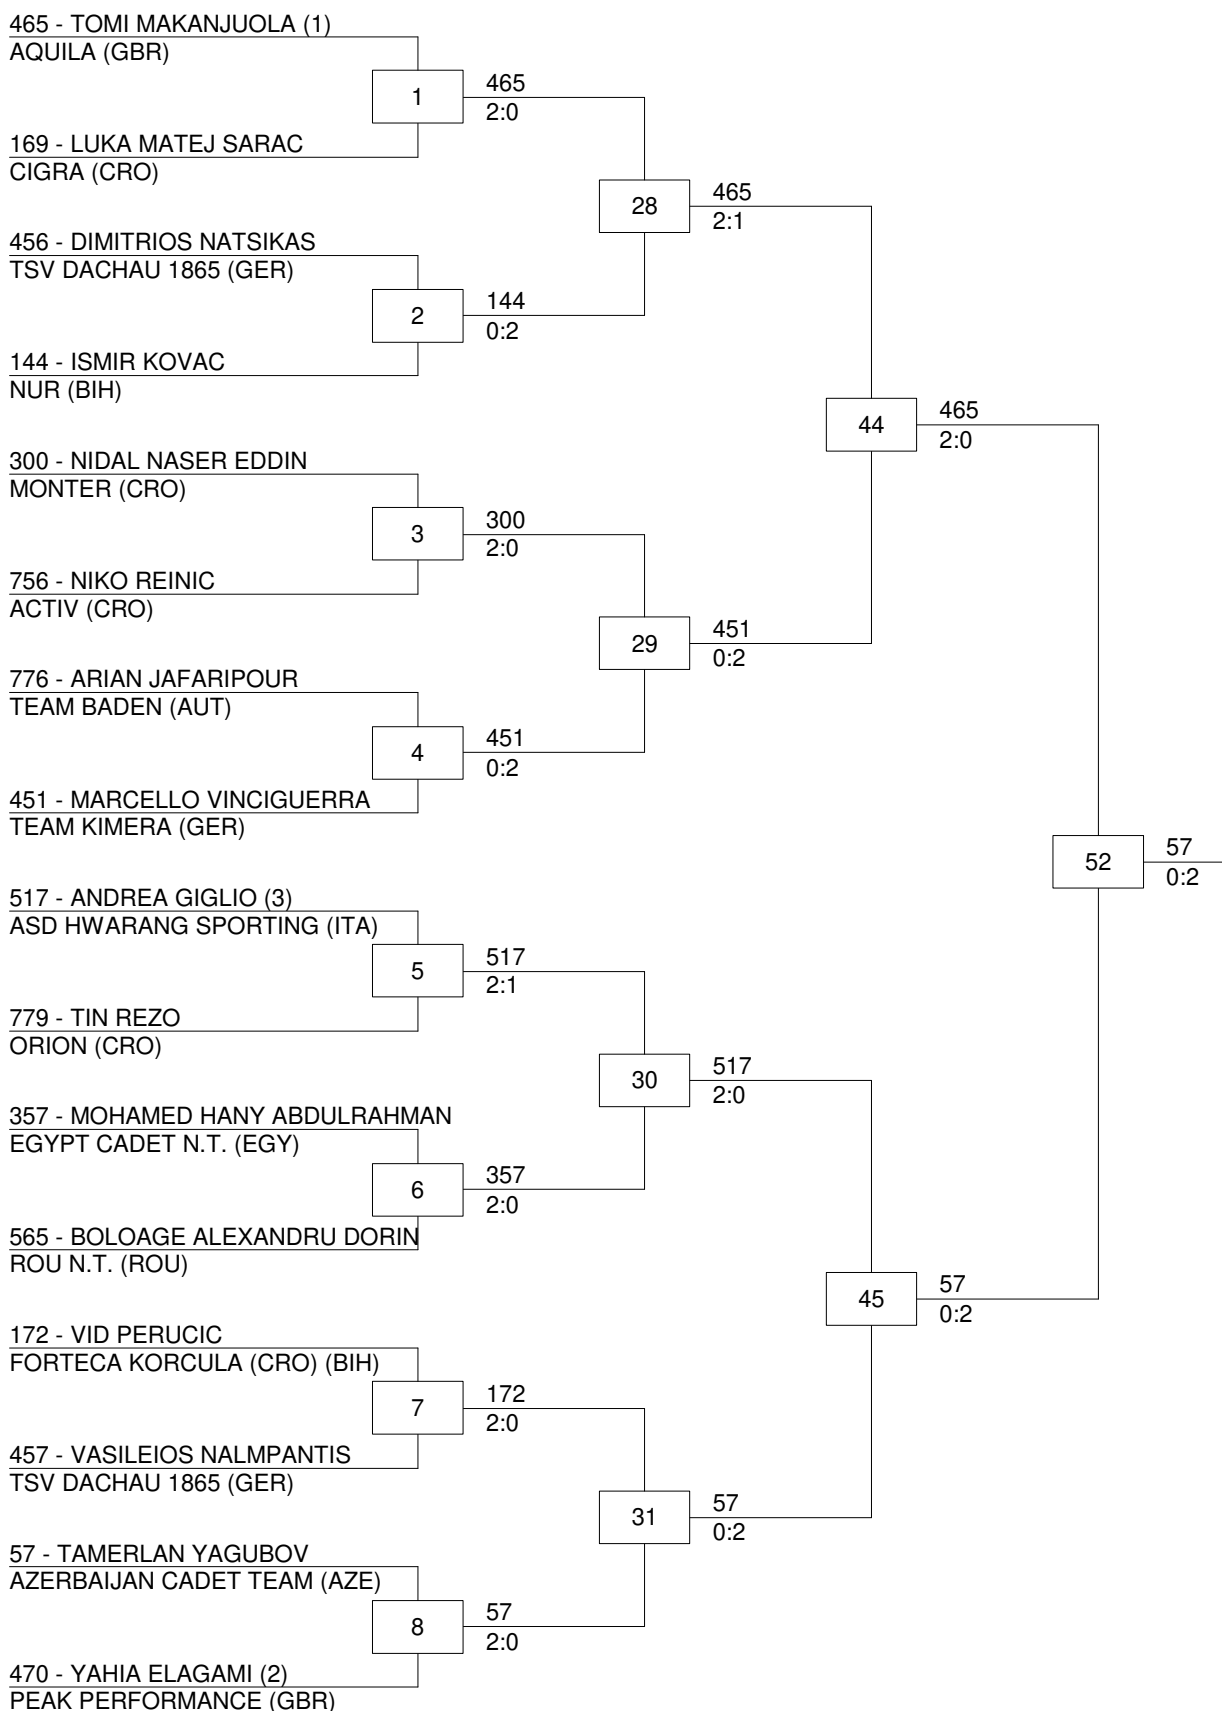 465 - TOMI MAKANJUOLA (1)
AQUILA (GBR)
1
465
2:0
169 - LUKA MATEJ SARAC
CIGRA (CRO)
28
465
2:1
456 - DIMITRIOS NATSIKAS
TSV DACHAU 1865 (GER)
2
144
0:2
144 - ISMIR KOVAC
NUR (BIH)
44
465
2:0
300 - NIDAL NASER EDDIN
MONTER (CRO)
3
300
2:0
756 - NIKO REINIC
ACTIV (CRO)
29
451
0:2
776 - ARIAN JAFARIPOUR
TEAM BADEN (AUT)
4
451
0:2
451 - MARCELLO VINCIGUERRA
TEAM KIMERA (GER)
52
57
0:2
517 - ANDREA GIGLIO (3)
ASD HWARANG SPORTING (ITA)
5
517
2:1
779 - TIN REZO
ORION (CRO)
30
517
2:0
357 - MOHAMED HANY ABDULRAHMAN
EGYPT CADET N.T. (EGY)
6
357
2:0
565 - BOLOAGE ALEXANDRU DORIN
ROU N.T. (ROU)
45
57
0:2
172 - VID PERUCIC
FORTECA KORCULA (CRO) (BIH)
7
172
2:0
457 - VASILEIOS NALMPANTIS
TSV DACHAU 1865 (GER)
31
57
0:2
57 - TAMERLAN YAGUBOV
AZERBAIJAN CADET TEAM (AZE)
8
57
2:0
470 - YAHIA ELAGAMI (2)
PEAK PERFORMANCE (GBR)